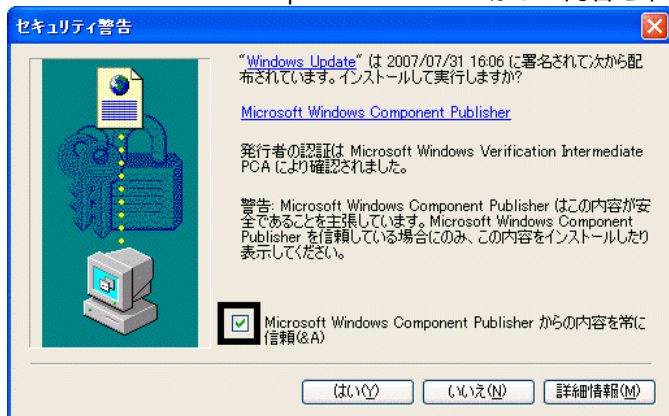 セキュリティ警告
"Windows Update" は 2007/07/31 16:06 に署名されて次から配
布されています。インストールして実行しますか?
Microsoft Windows Component Publisher
発行者の認証は Microsoft Windows Verification Intermediate
PCA により確認されました。
警告: Microsoft Windows Component Publisher はこの内容が安
全であることを主張しています。Microsoft Windows Component
Publisher を信頼している場合にのみ、この内容をインストールしたり
表示してください。
Microsoft Windows Component Publisher からの内容を常に
信頼(&A)
はい(Y) いいえ(N) 詳細情報(M)